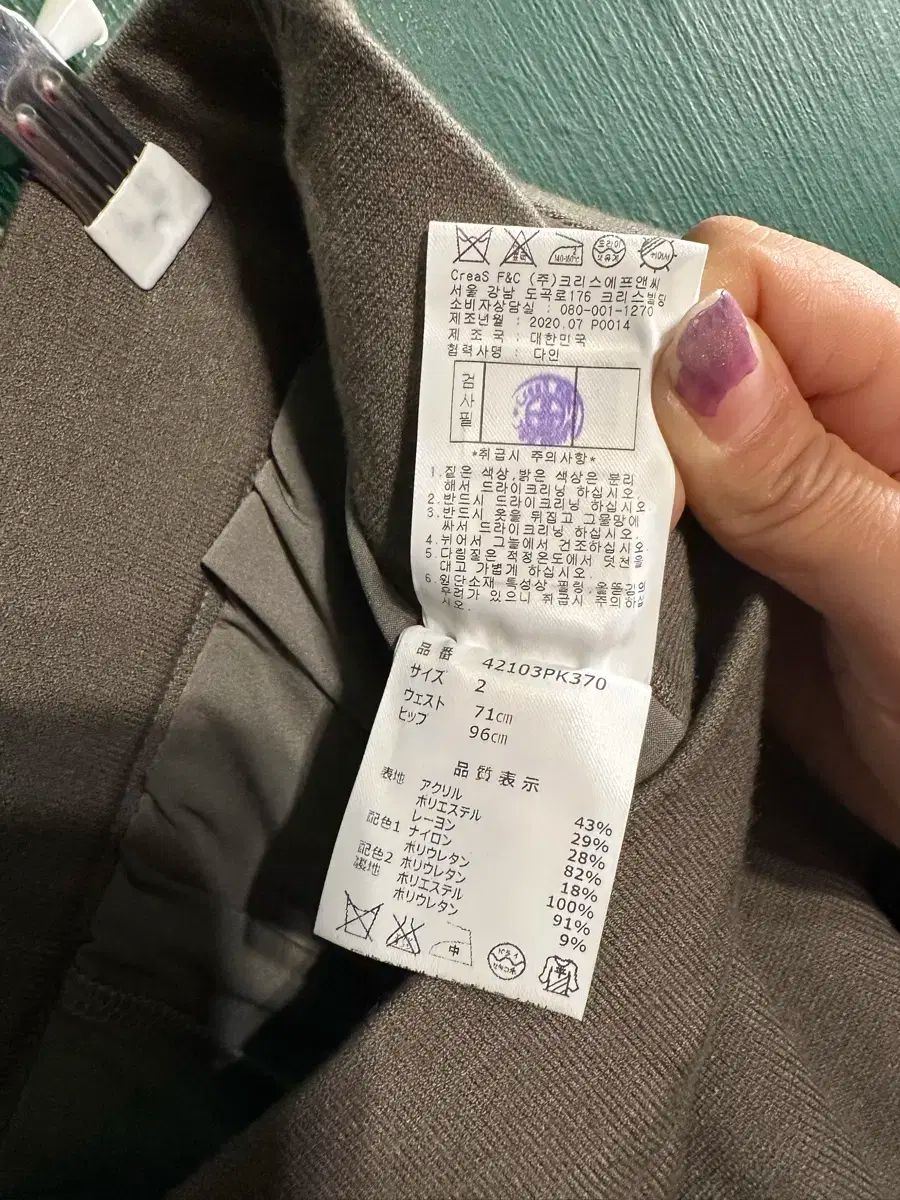 140~160℃
드라이
CreaS F&C (주)크리스에프앤씨
서울 강남 도곡로176 크리스빌딩
소비자상담실 : 080-001-1270
제조년월 : 2020.07 P0014
제 조 국 : 대한민국
협력사명 : 다인
검사필
*취급시 주의사항*
1.짙은 색상,밝은 색상은 분리
해서 드라이크리닝 하십시오.
2.반드시 드라이크리닝 하십시오.
3.반드시 옷을 뒤집고 그물망에
싸서 드라이크리닝 하십시오.
4.뉘어서 그늘에서 건조하십시오.
5.다림질은 적정온도에서 덧천을
대고 가볍게 하십시오.
6.원단소재 특성상 필링,올뜯김의
우려가 있으니 취급시 주의하십
시오.
品番 42103PK370
サイズ 2
ウェスト 71cm
ヒップ 96cm
品質表示
表地 アクリル 43%
ポリエステル 29%
レーヨン 28%
配色1 ナイロン 82%
ポリウレタン 18%
配色2 ポリウレタン 100%
裏地 ポリエステル 91%
ポリウレタン 9%
中
ドライ
平